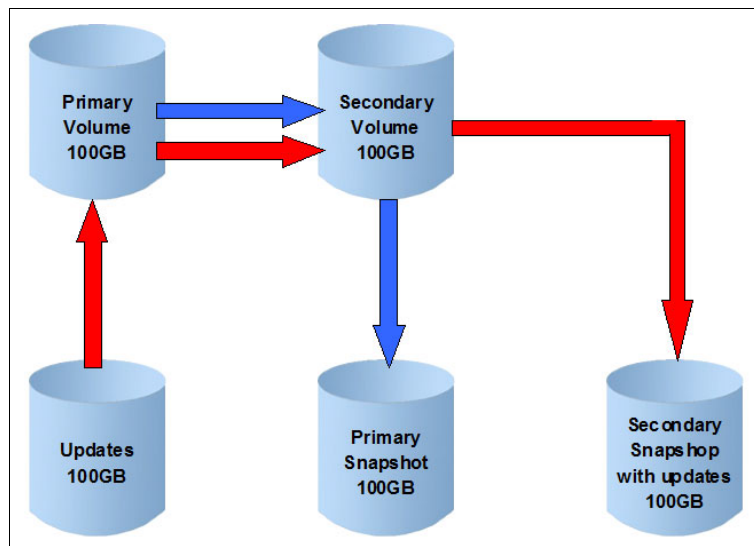 Primary
Volume
100GB
Secondary
Volume
100GB
Updates
100GB
Primary
Snapshot
100GB
Secondary
Snapshop
with updates
100GB